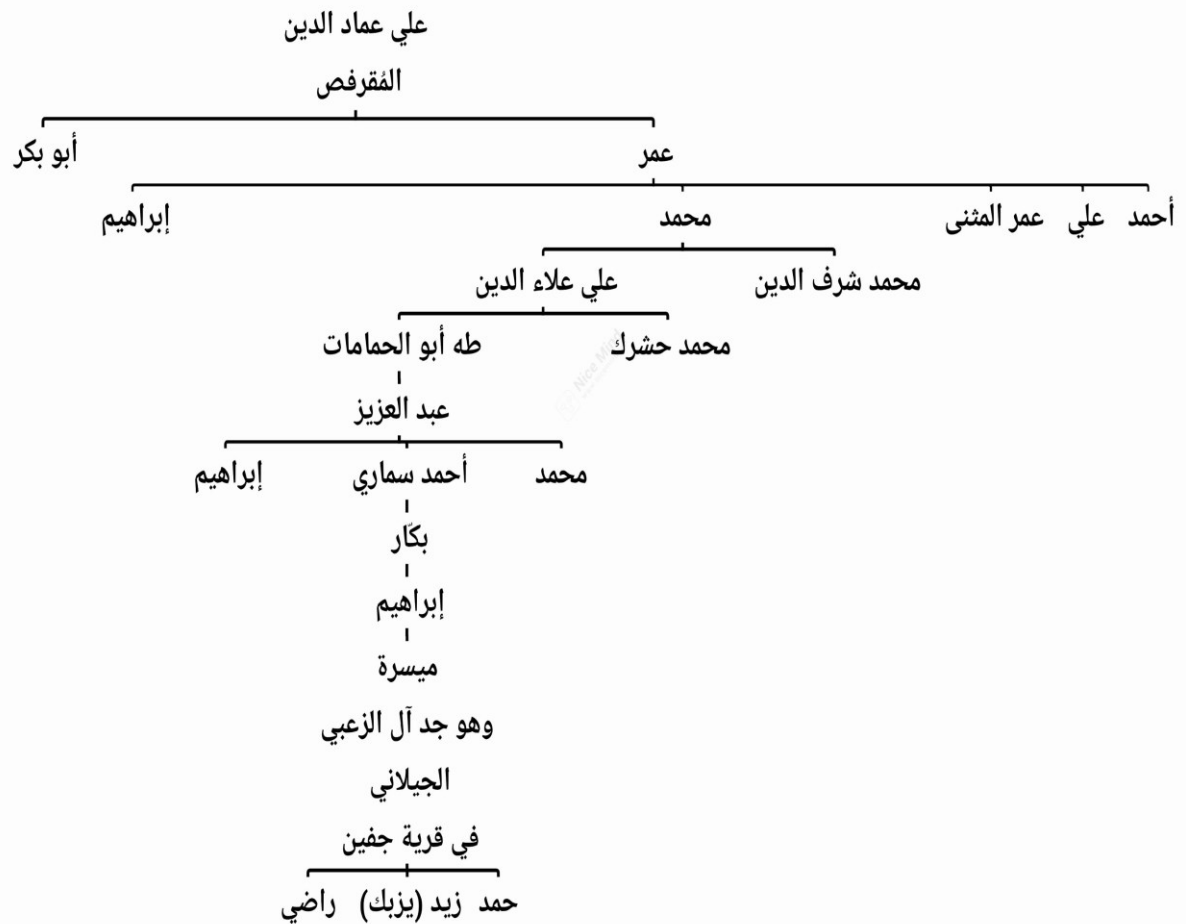 علي عماد الدين
المُقرفص
عمر أبو بكر
أحمد علي عمر المثنى محمد إبراهيم
محمد شرف الدين علي علاء الدين
محمد حشرك طه أبو الحمامات
عبد العزيز
محمد أحمد سماري إبراهيم
بكّار
إبراهيم
ميسرة
وهو جد آل الزعبي
الجيلاني
في قرية جفين
حمد زيد (يزبك) راضي
Nice Mind